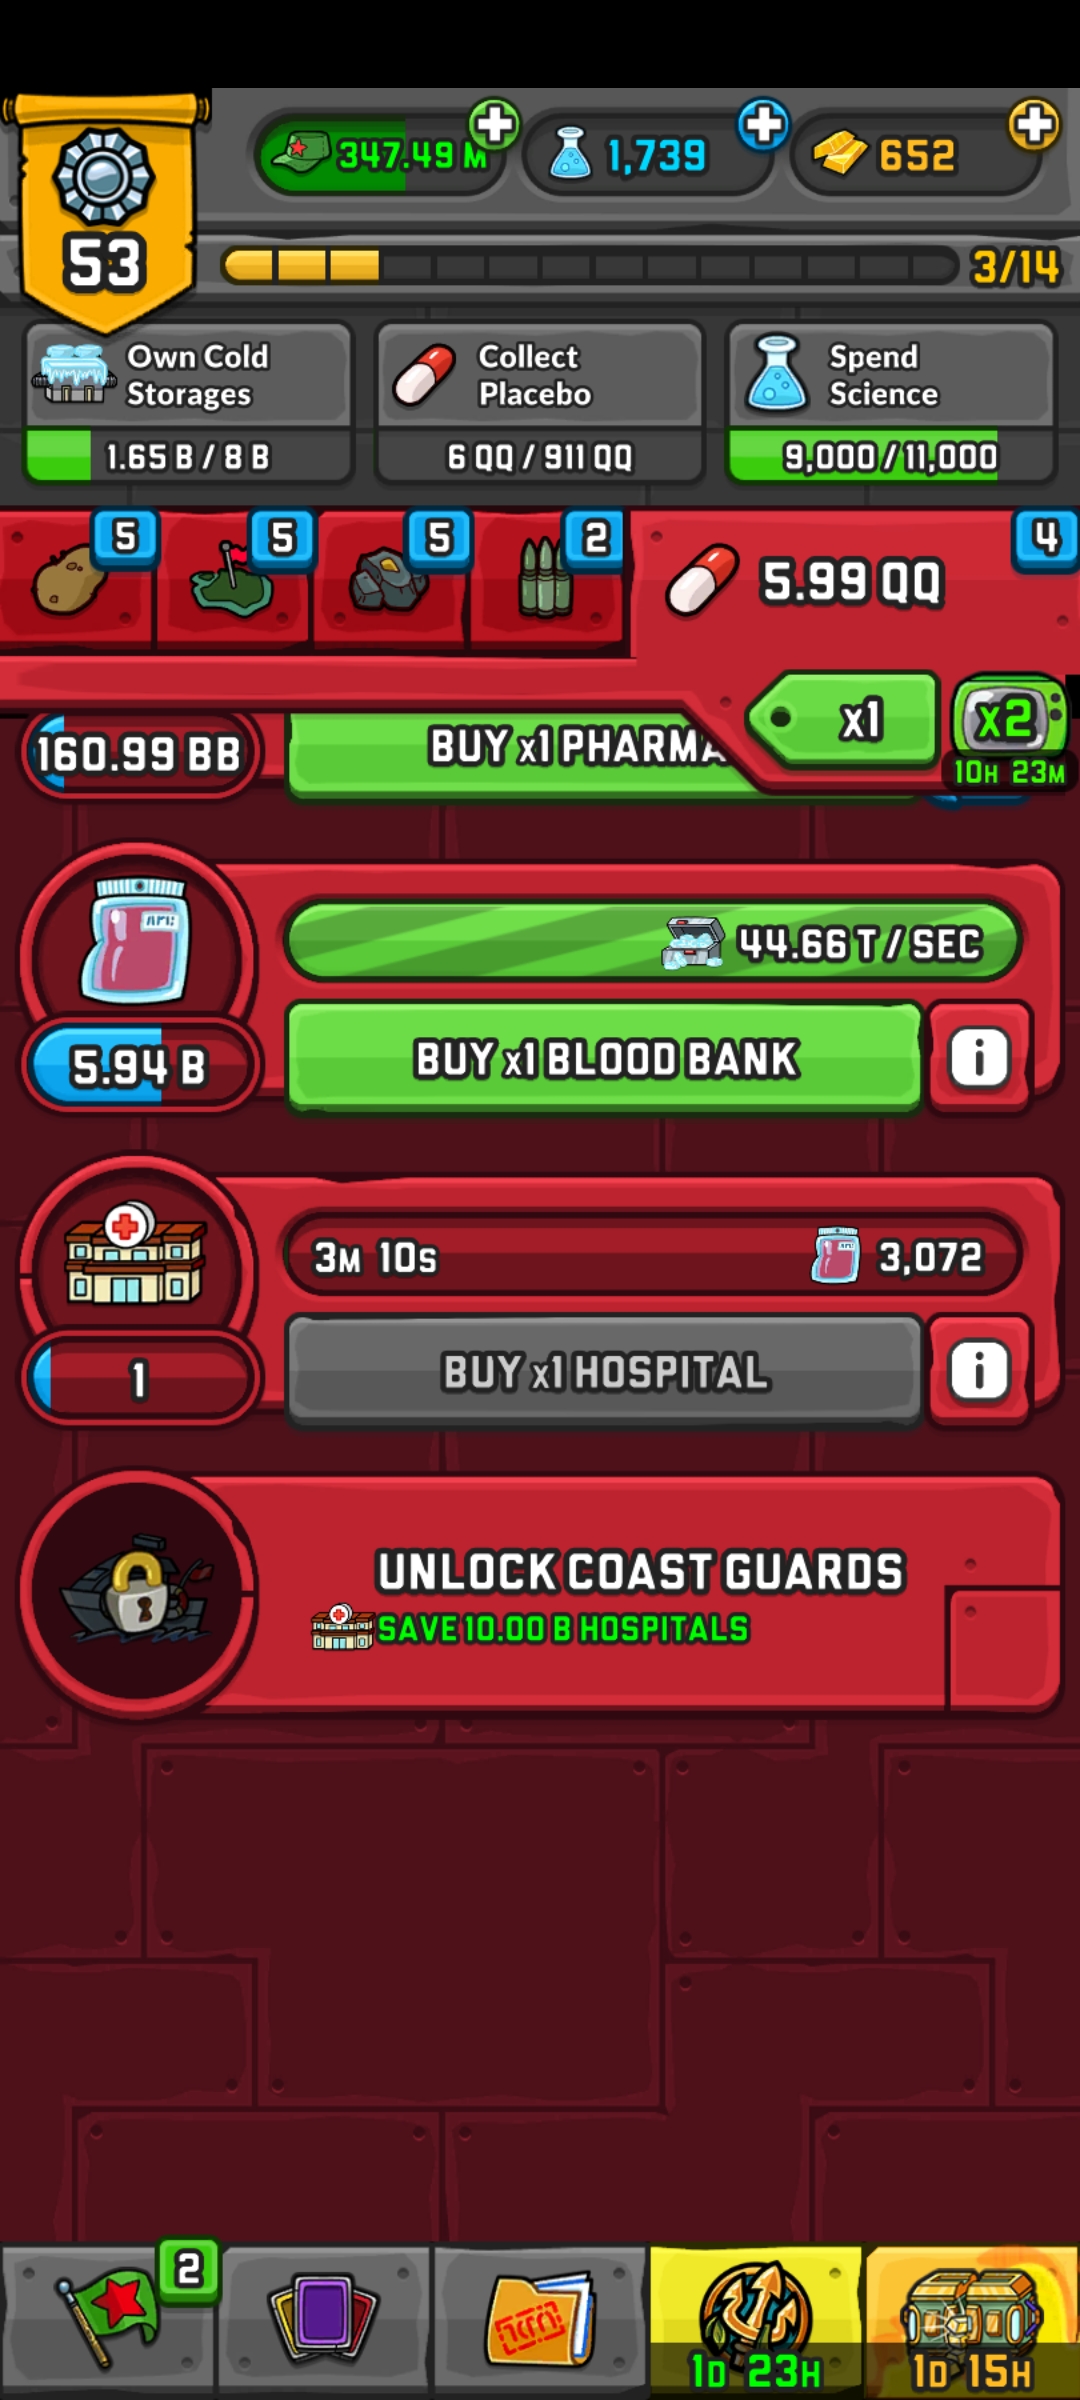 347.49 M
1,739
652
53
3/14
Own Cold
Storages
Collect
Placebo
Spend
Science
1.65 B / 8 B
6 QQ / 911 QQ
9,000 / 11,000
5
5
5
2
4
5.99 QQ
x1
x2
10H 23M
160.99 BB
BUY x1 PHARMA
44.66 T / SEC
5.94 B
BUY x1 BLOOD BANK
i
3M 10S
3,072
1
BUY x1 HOSPITAL
i
UNLOCK COAST GUARDS
SAVE 10.00 B HOSPITALS
2
1D 23H
1D 15H